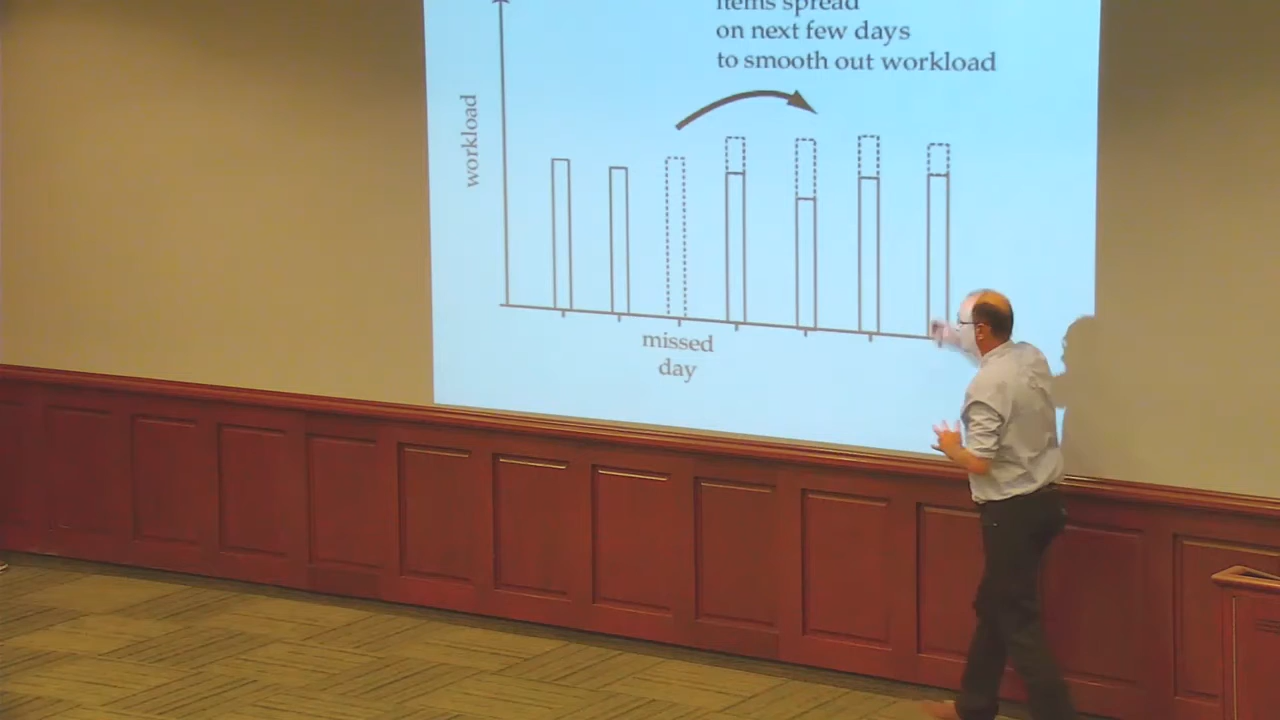 items spread
on next few days
to smooth out workload
workload
missed
day